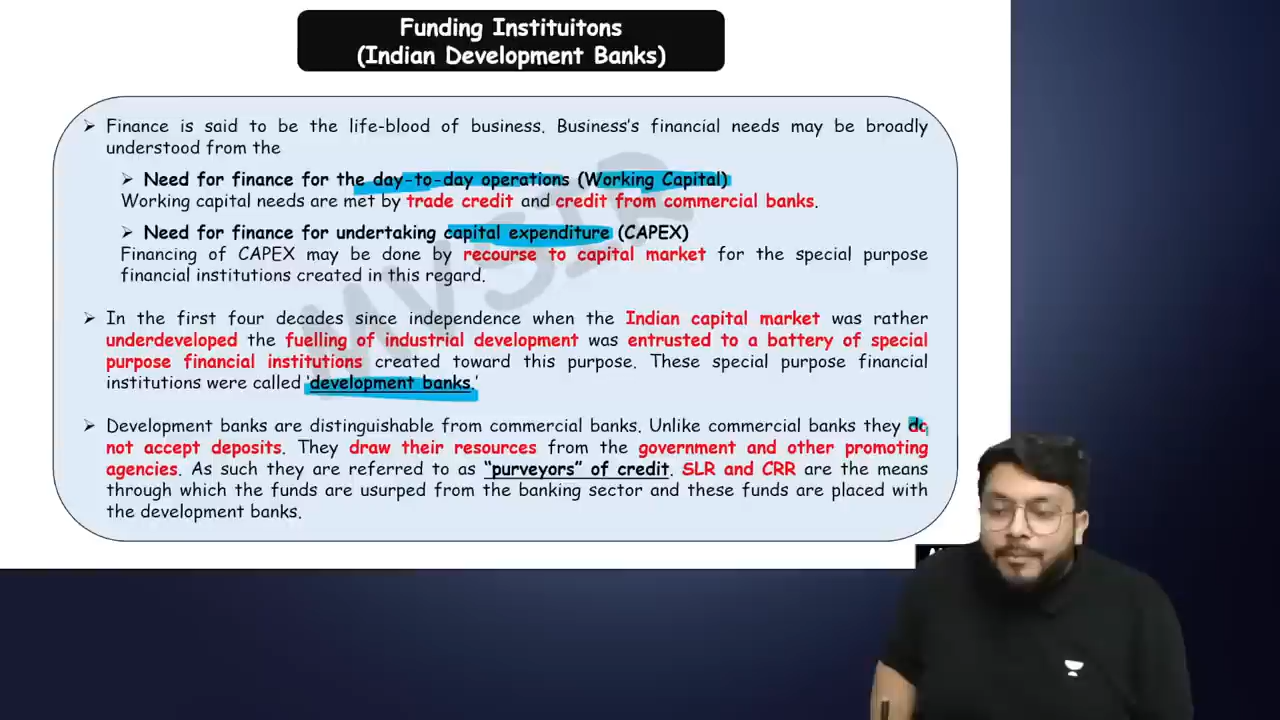 Funding Instituitons
(Indian Development Banks)
➢ Finance is said to be the life-blood of business. Business's financial needs may be broadly
understood from the
➢ Need for finance for the day-to-day operations (Working Capital)
Working capital needs are met by trade credit and credit from commercial banks.
➢ Need for finance for undertaking capital expenditure (CAPEX)
Financing of CAPEX may be done by recourse to capital market for the special purpose
financial institutions created in this regard.
➢ In the first four decades since independence when the Indian capital market was rather
underdeveloped the fuelling of industrial development was entrusted to a battery of special
purpose financial institutions created toward this purpose. These special purpose financial
institutions were called 'development banks.'
➢ Development banks are distinguishable from commercial banks. Unlike commercial banks they do
not accept deposits. They draw their resources from the government and other promoting
agencies. As such they are referred to as “purveyors” of credit. SLR and CRR are the means
through which the funds are usurped from the banking sector and these funds are placed with
the development banks.
MVSIR